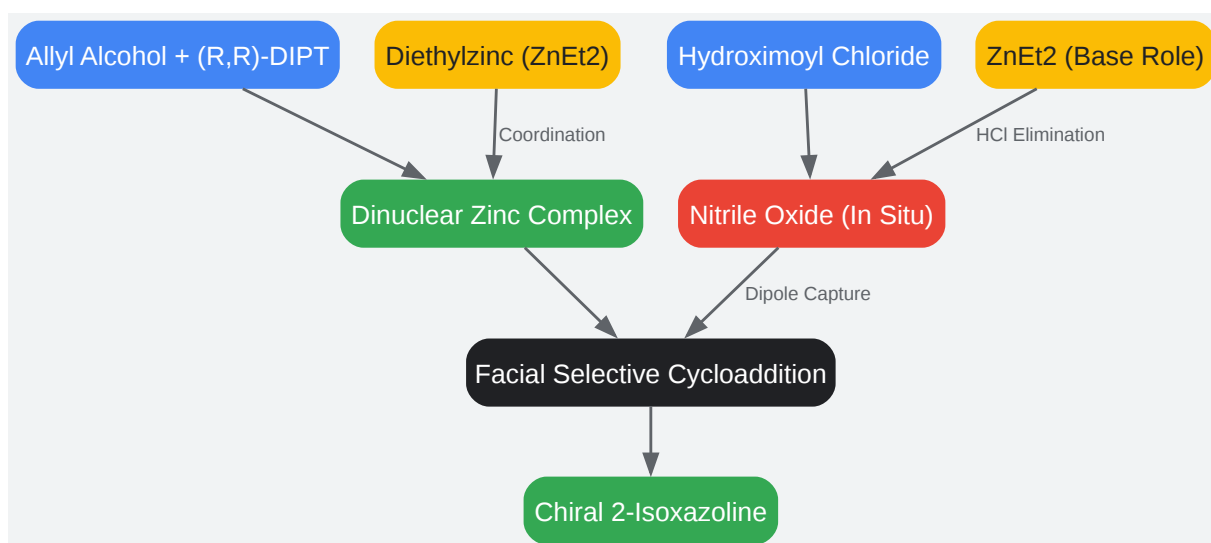 Allyl Alcohol + (R,R)-DIPT
Diethylzinc (ZnEt2)
Hydroximoyl Chloride
ZnEt2 (Base Role)
Coordination
HCl Elimination
Dinuclear Zinc Complex
Nitrile Oxide (In Situ)
Dipole Capture
Facial Selective Cycloaddition
Chiral 2-Isoxazoline